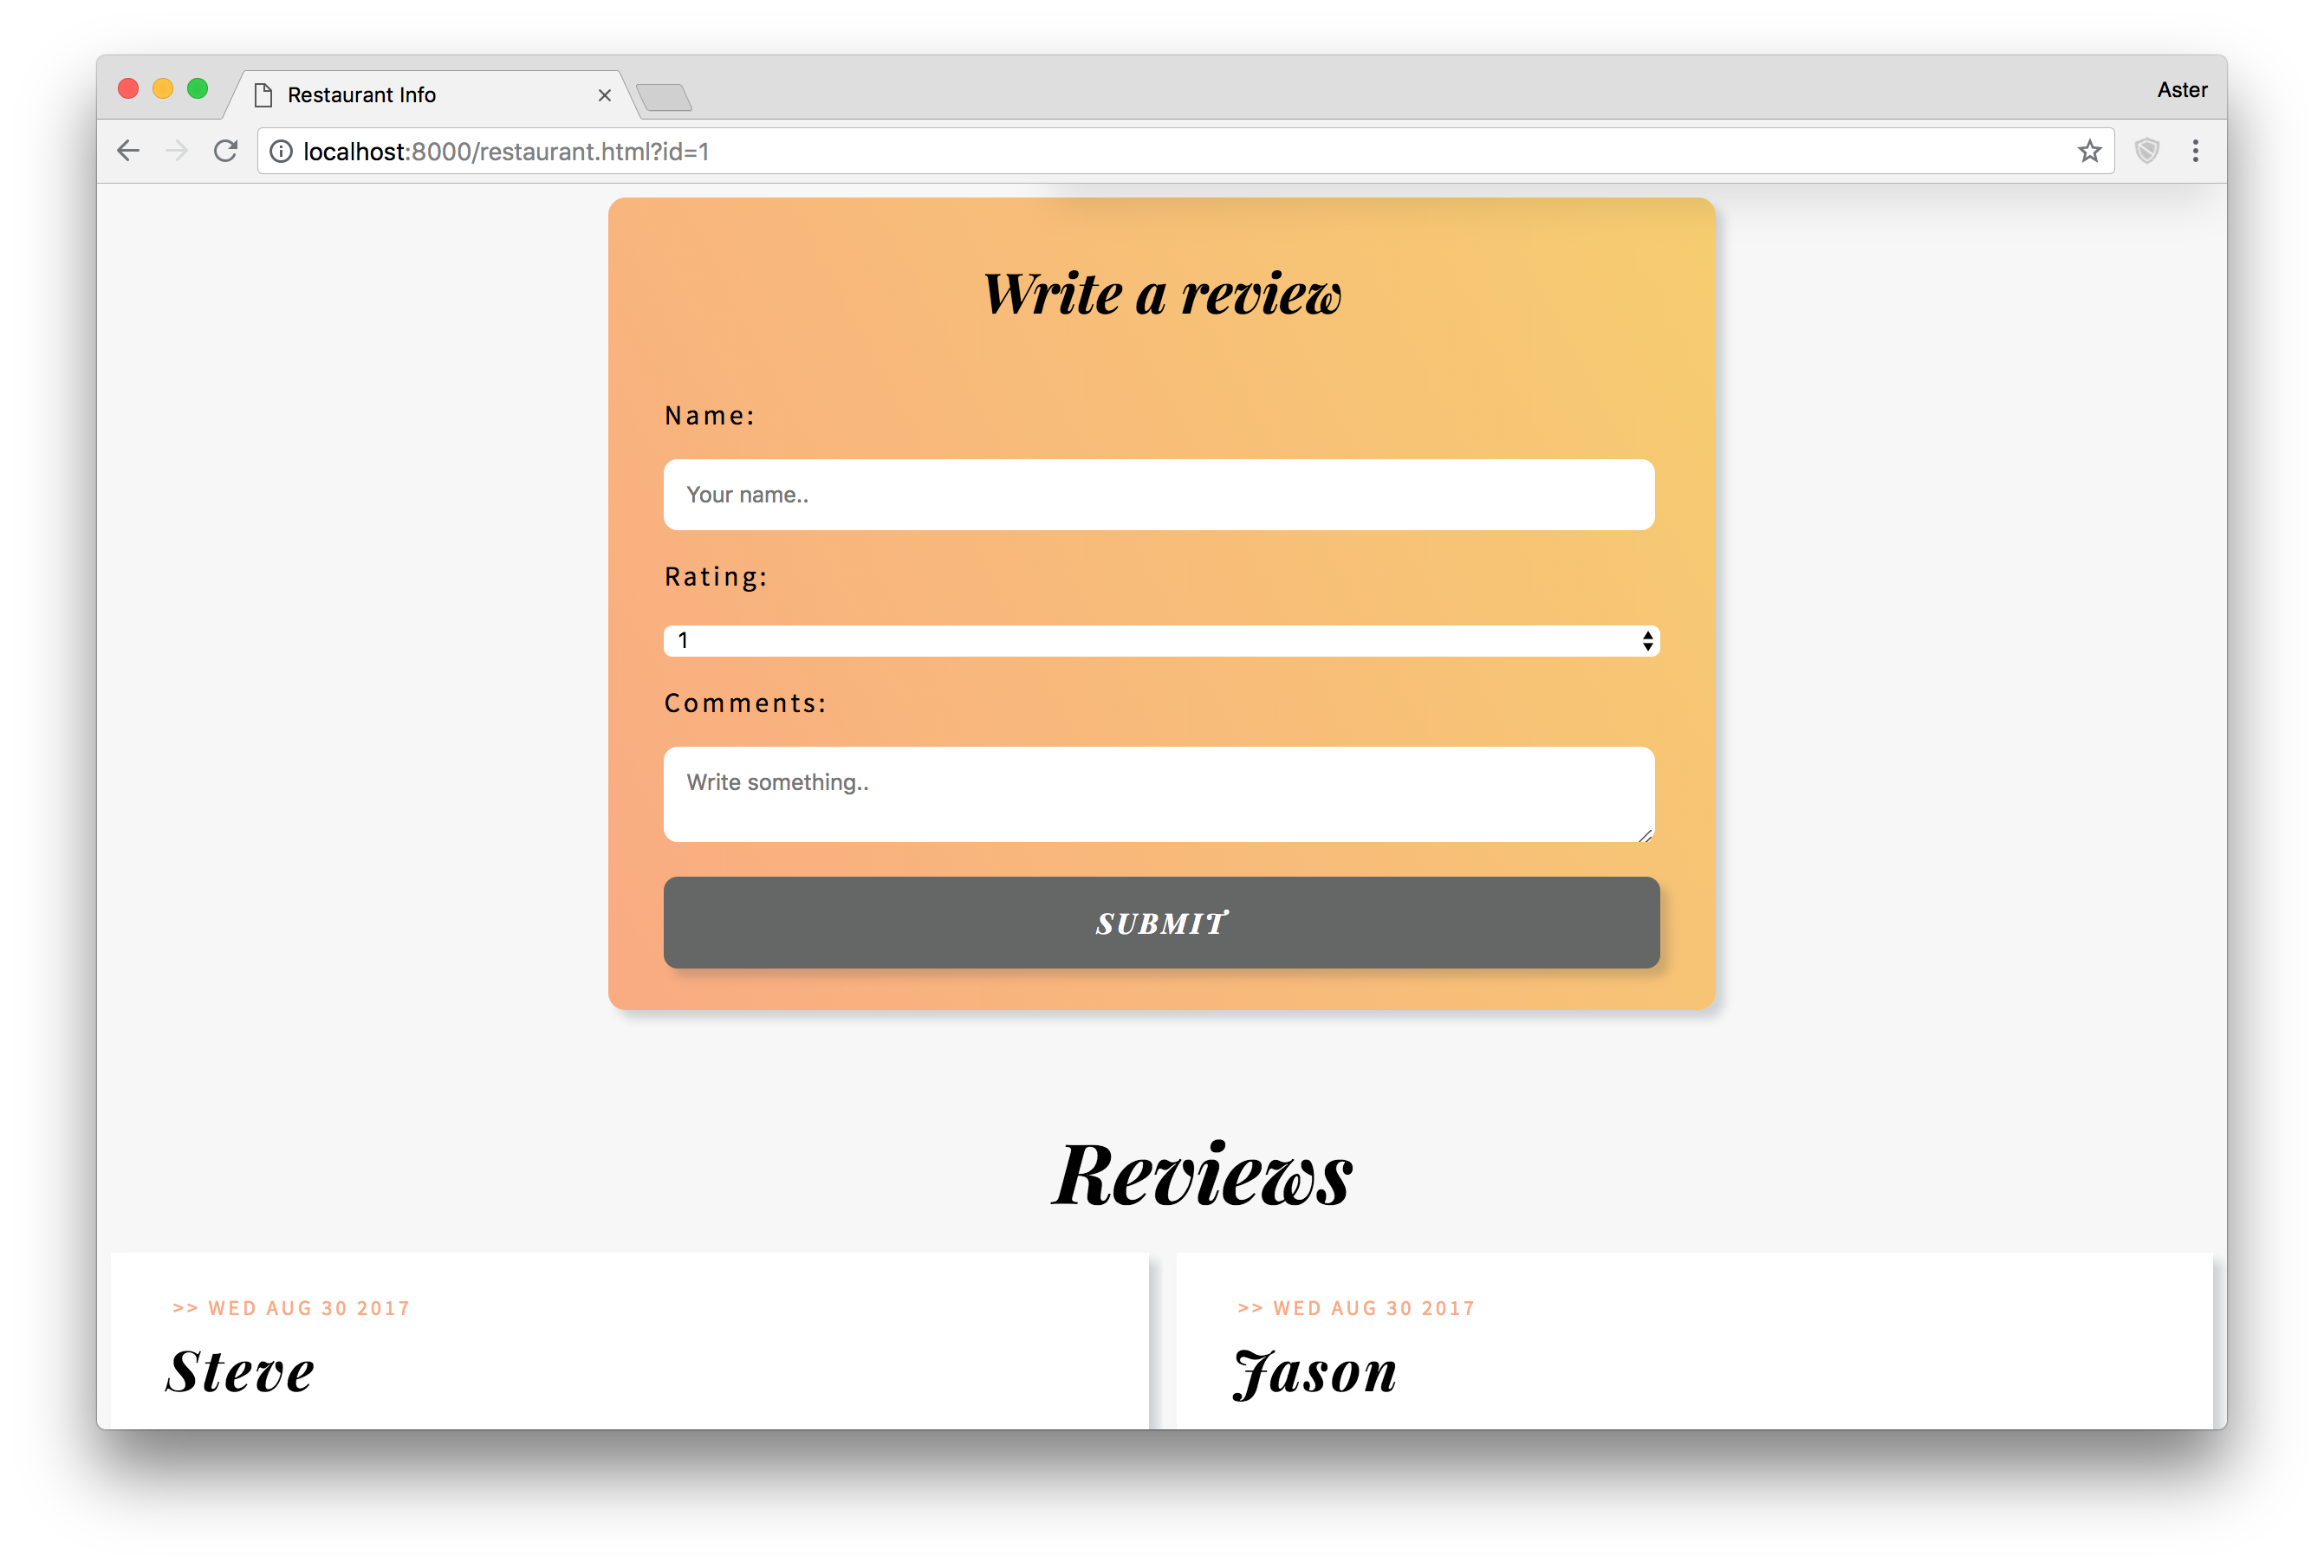 Restaurant Info
Aster
localhost:8000/restaurant.html?id=1
Write a review
Name:
Your name..
Rating:
1
Comments:
Write something..
SUBMIT
Reviews
>> WED AUG 30 2017
Steve
>> WED AUG 30 2017
Jason